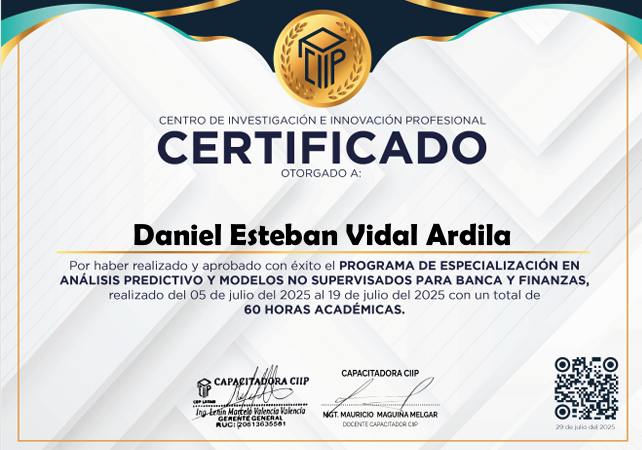 CIIP
CENTRO DE INVESTIGACIÓN E INNOVACIÓN PROFESIONAL
CERTIFICADO
OTORGADO A:
Daniel Esteban Vidal Ardila
Por haber realizado y aprobado con éxito el PROGRAMA DE ESPECIALIZACIÓN EN
ANÁLISIS PREDICTIVO Y MODELOS NO SUPERVISADOS PARA BANCA Y FINANZAS,
realizado del 05 de julio del 2025 al 19 de julio del 2025 con un total de
60 HORAS ACADÉMICAS.
CAPACITADORA CIIP
CIIP LATAM
Ing. Lenin Marcelo Valencia Valencia
GERENTE GENERAL
RUC: 20613635581
CAPACITADORA CIIP
MGT. MAURICIO MAGUIÑA MELGAR
DOCENTE CAPACITADOR CIIP
29 de julio del 2025